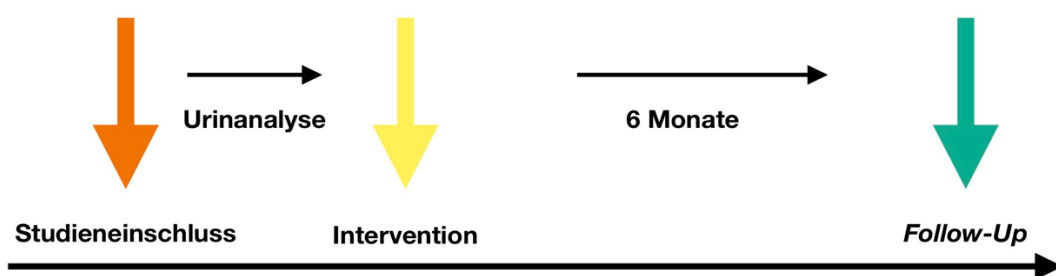 Urinanalyse
6 Monate
Studieneinschluss
Intervention
Follow-Up